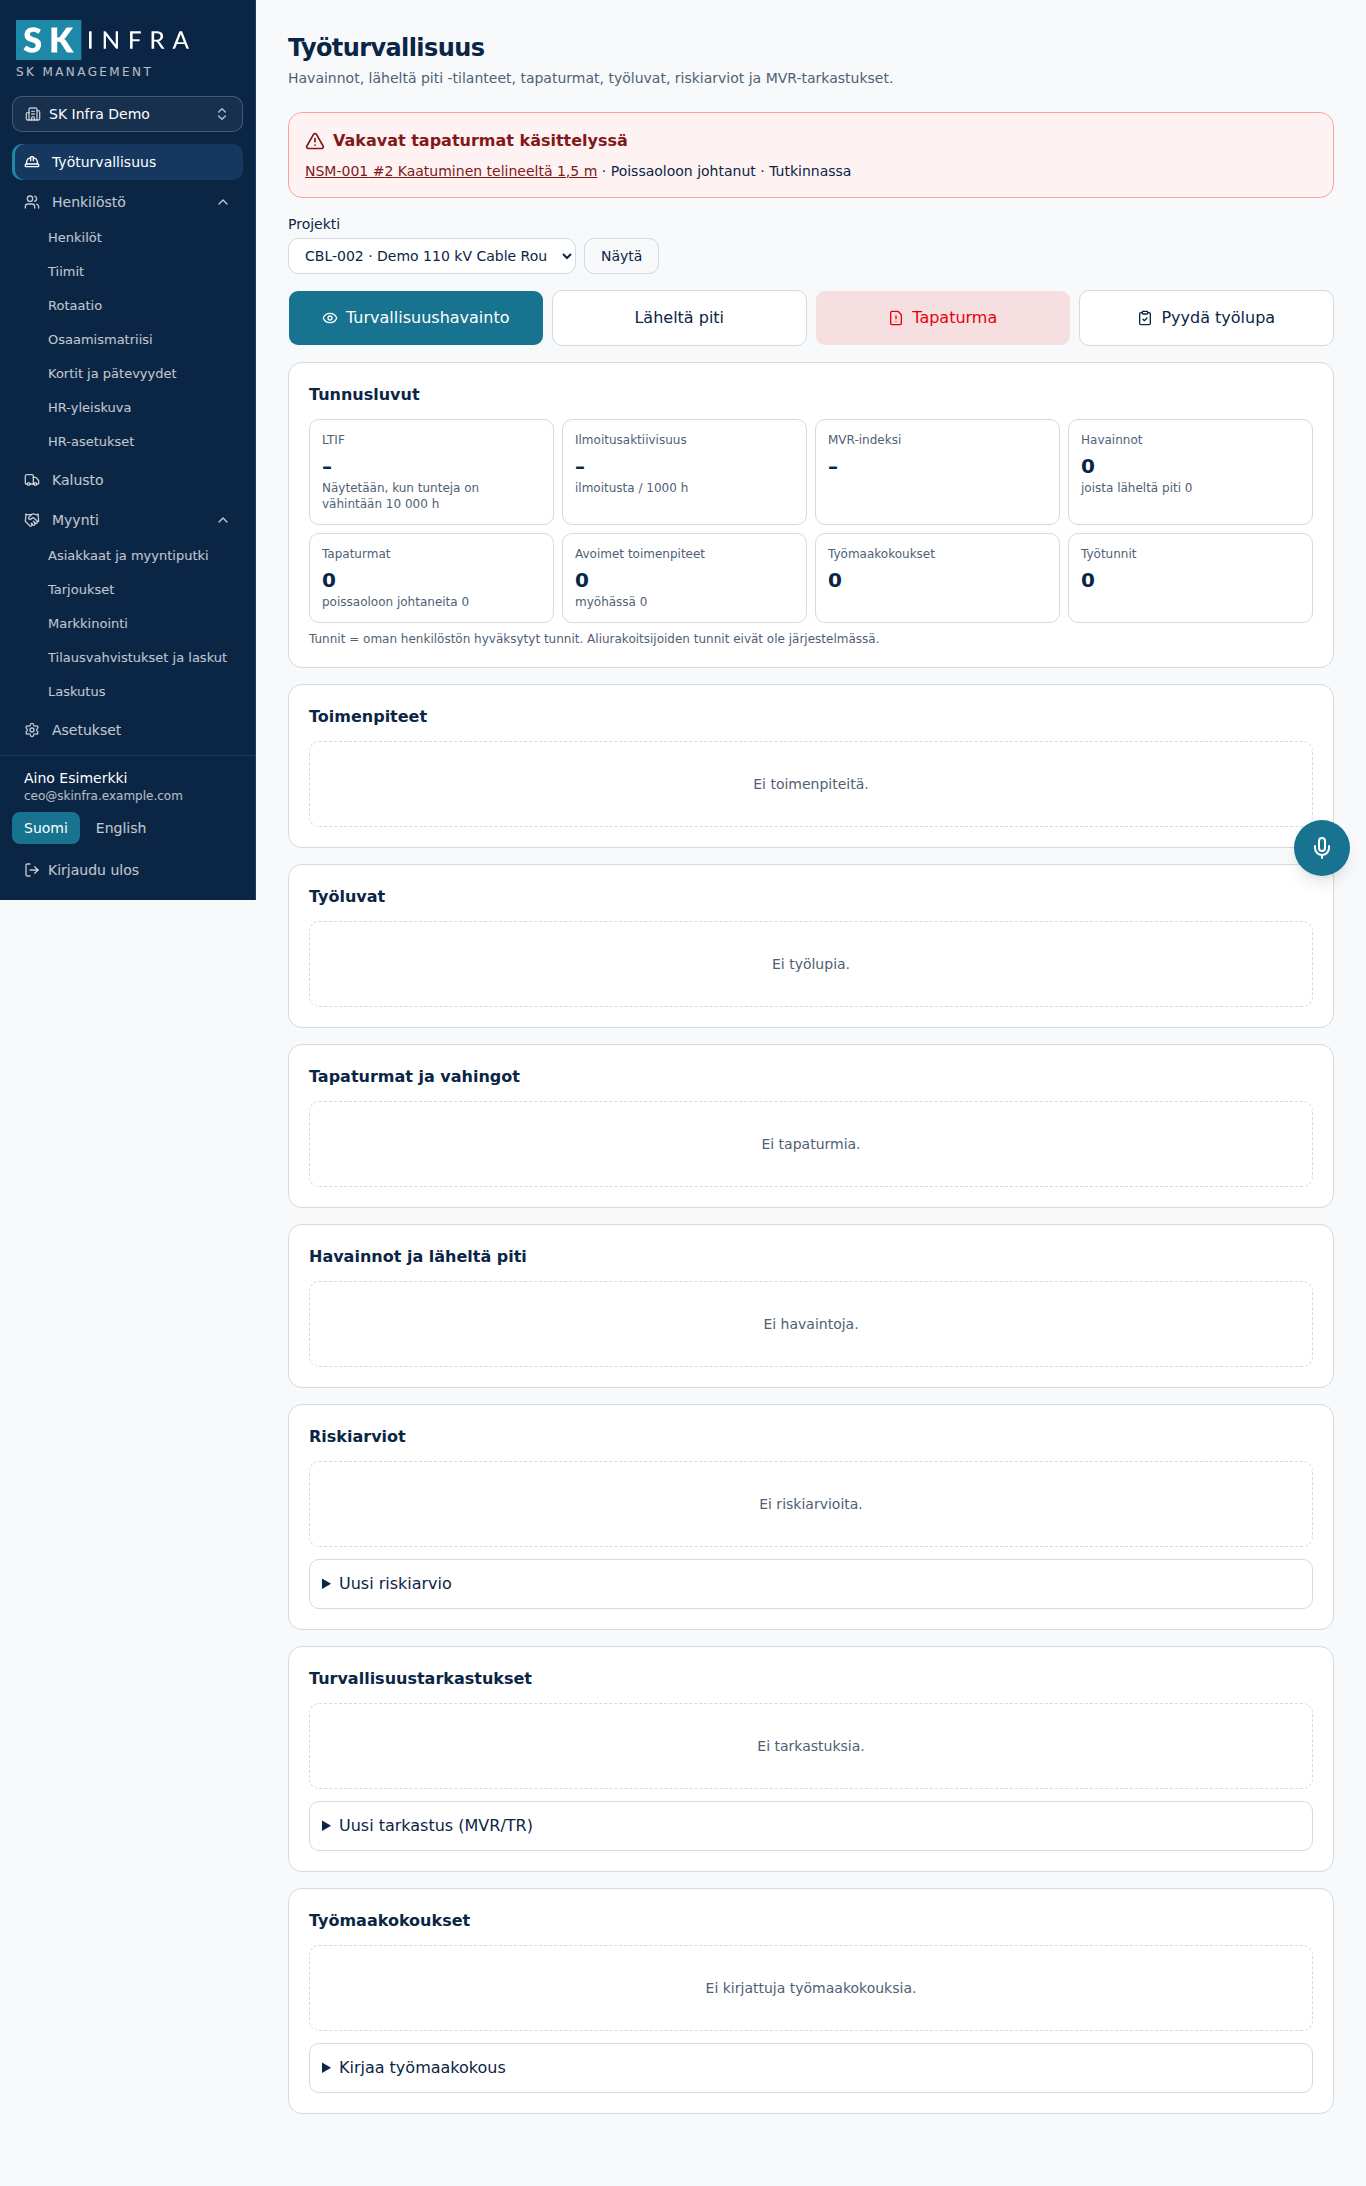 SK INFRA
SK MANAGEMENT
SK Infra Demo
Työturvallisuus
Henkilöstö
Henkilöt
Tiimit
Rotaatio
Osaamismatriisi
Kortit ja pätevyydet
HR-yleiskuva
HR-asetukset
Kalusto
Myynti
Asiakkaat ja myyntiputki
Tarjoukset
Markkinointi
Tilausvahvistukset ja laskut
Laskutus
Asetukset
Aino Esimerkki
ceo@skinfra.example.com
Suomi English
Kirjaudu ulos
Työturvallisuus
Havainnot, läheltä piti -tilanteet, tapaturmat, työluvat, riskiarviot ja MVR-tarkastukset.
Vakavat tapaturmat käsittelyssä
NSM-001 #2 Kaatuminen telineeltä 1,5 m · Poissaoloon johtanut · Tutkinnassa
Projekti
CBL-002 · Demo 110 kV Cable Rou Näytä
Turvallisuushavainto Läheltä piti Tapaturma Pyydä työlupa
Tunnusluvut
LTIF
–
Näytetään, kun tunteja on
vähintään 10 000 h
Ilmoitusaktiivisuus
–
ilmoitusta / 1000 h
MVR-indeksi
–
Havainnot
0
joista läheltä piti 0
Tapaturmat
0
poissaoloon johtaneita 0
Avoimet toimenpiteet
0
myöhässä 0
Työmaakokoukset
0
Työtunnit
0
Tunnit = oman henkilöstön hyväksytyt tunnit. Aliurakoitsijoiden tunnit eivät ole järjestelmässä.
Toimenpiteet
Ei toimenpiteitä.
Työluvat
Ei työlupia.
Tapaturmat ja vahingot
Ei tapaturmia.
Havainnot ja läheltä piti
Ei havaintoja.
Riskiarviot
Ei riskiarvioita.
Uusi riskiarvio
Turvallisuustarkastukset
Ei tarkastuksia.
Uusi tarkastus (MVR/TR)
Työmaakokoukset
Ei kirjattuja työmaakokouksia.
Kirjaa työmaakokous